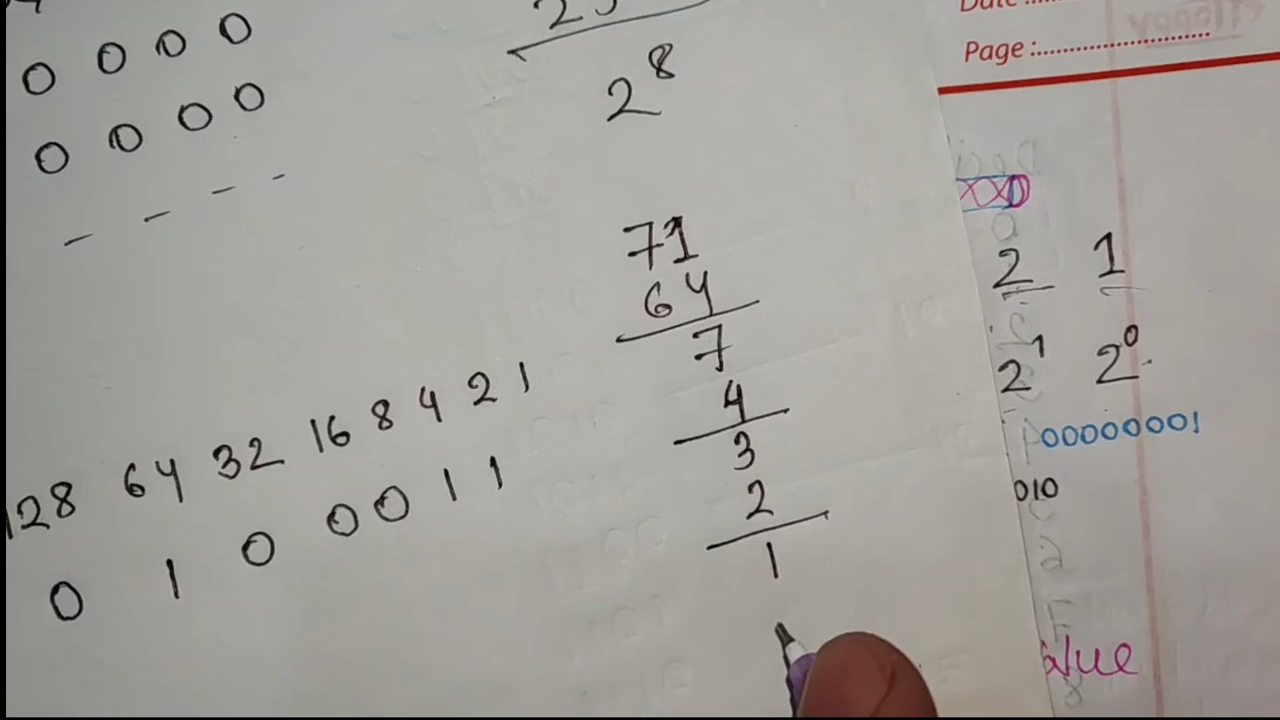 0 0 0 0
0 0 0 0
- - - -
2^8
71
64
7
4
3
2
1
128 64 32 16 8 4 2 1
0 1 0 0 0 1 1
Page :
2 1
2^1 2^0
00000001
010
alue